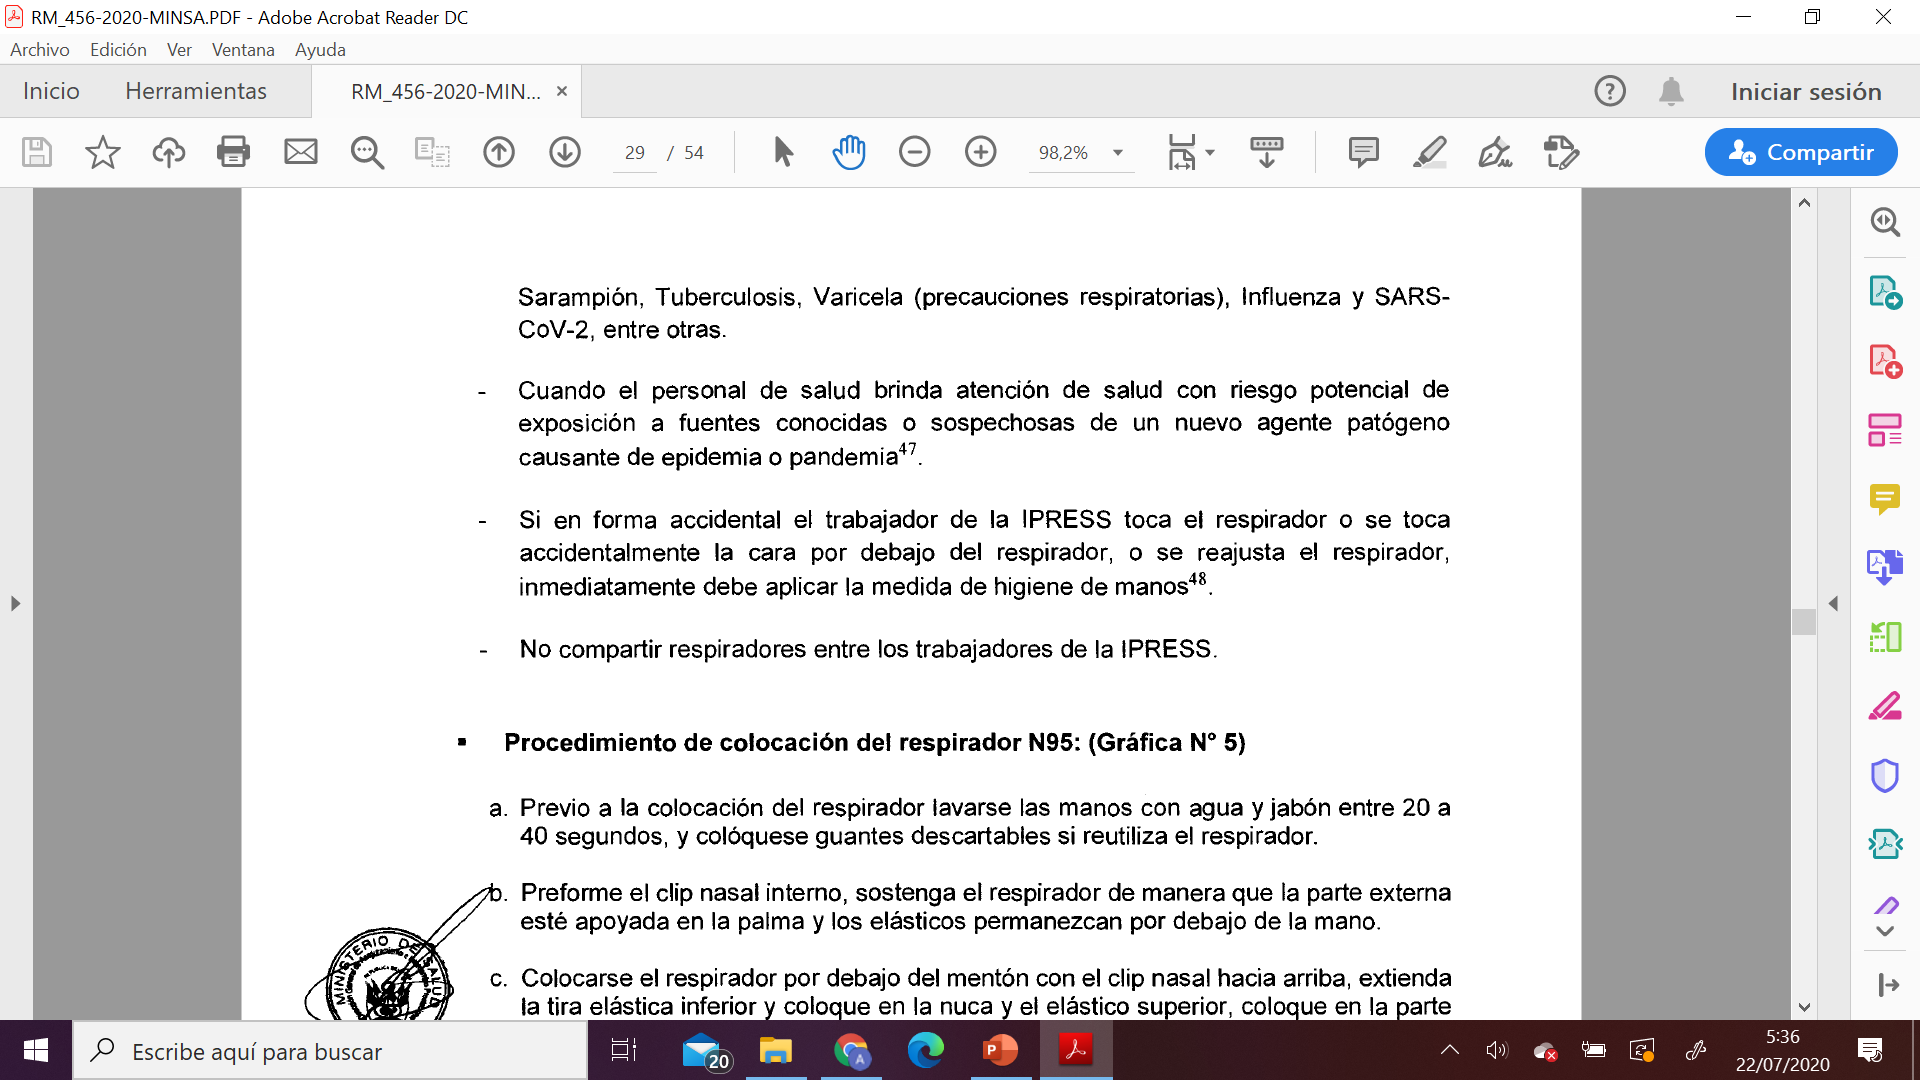 RM_456-2020-MINSA.PDF - Adobe Acrobat Reader DC
Archivo Edición Ver Ventana Ayuda
Inicio Herramientas RM_456-2020-MIN... × Iniciar sesión
29 / 54 98,2% Compartir
Sarampión, Tuberculosis, Varicela (precauciones respiratorias), Influenza y SARS-
CoV-2, entre otras.
- Cuando el personal de salud brinda atención de salud con riesgo potencial de
exposición a fuentes conocidas o sospechosas de un nuevo agente patógeno
causante de epidemia o pandemia47.
- Si en forma accidental el trabajador de la IPRESS toca el respirador o se toca
accidentalmente la cara por debajo del respirador, o se reajusta el respirador,
inmediatamente debe aplicar la medida de higiene de manos48.
- No compartir respiradores entre los trabajadores de la IPRESS.
▪ Procedimiento de colocación del respirador N95: (Gráfica N° 5)
a. Previo a la colocación del respirador lavarse las manos con agua y jabón entre 20 a
40 segundos, y colóquese guantes descartables si reutiliza el respirador.
b. Preforme el clip nasal interno, sostenga el respirador de manera que la parte externa
esté apoyada en la palma y los elásticos permanezcan por debajo de la mano.
c. Colocarse el respirador por debajo del mentón con el clip nasal hacia arriba, extienda
la tira elástica inferior y coloque en la nuca y el elástico superior, coloque en la parte
MINISTERIO DE SALUD
Escribe aquí para buscar
20
A
P
5:36
22/07/2020